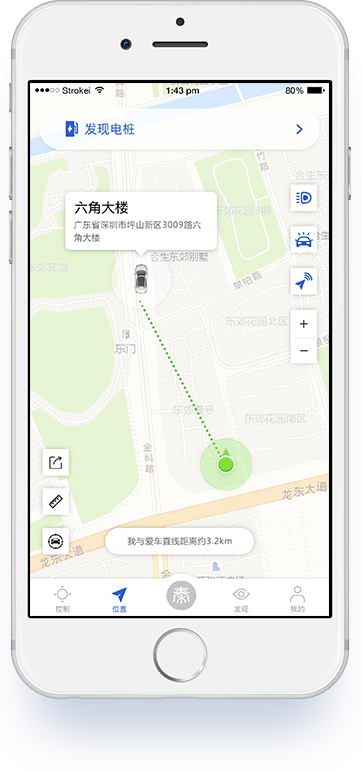 Strokei
1:43 pm
80%
发现电桩
竹
六角大楼
广东省深圳市坪山新区3009路六
角大楼
合生东郊别墅
东郊花园北区
东门
东郊花园南区
金科路
龙东大道
我与爱车直线距离约3.2km
控制
位置
秦
发现
我的